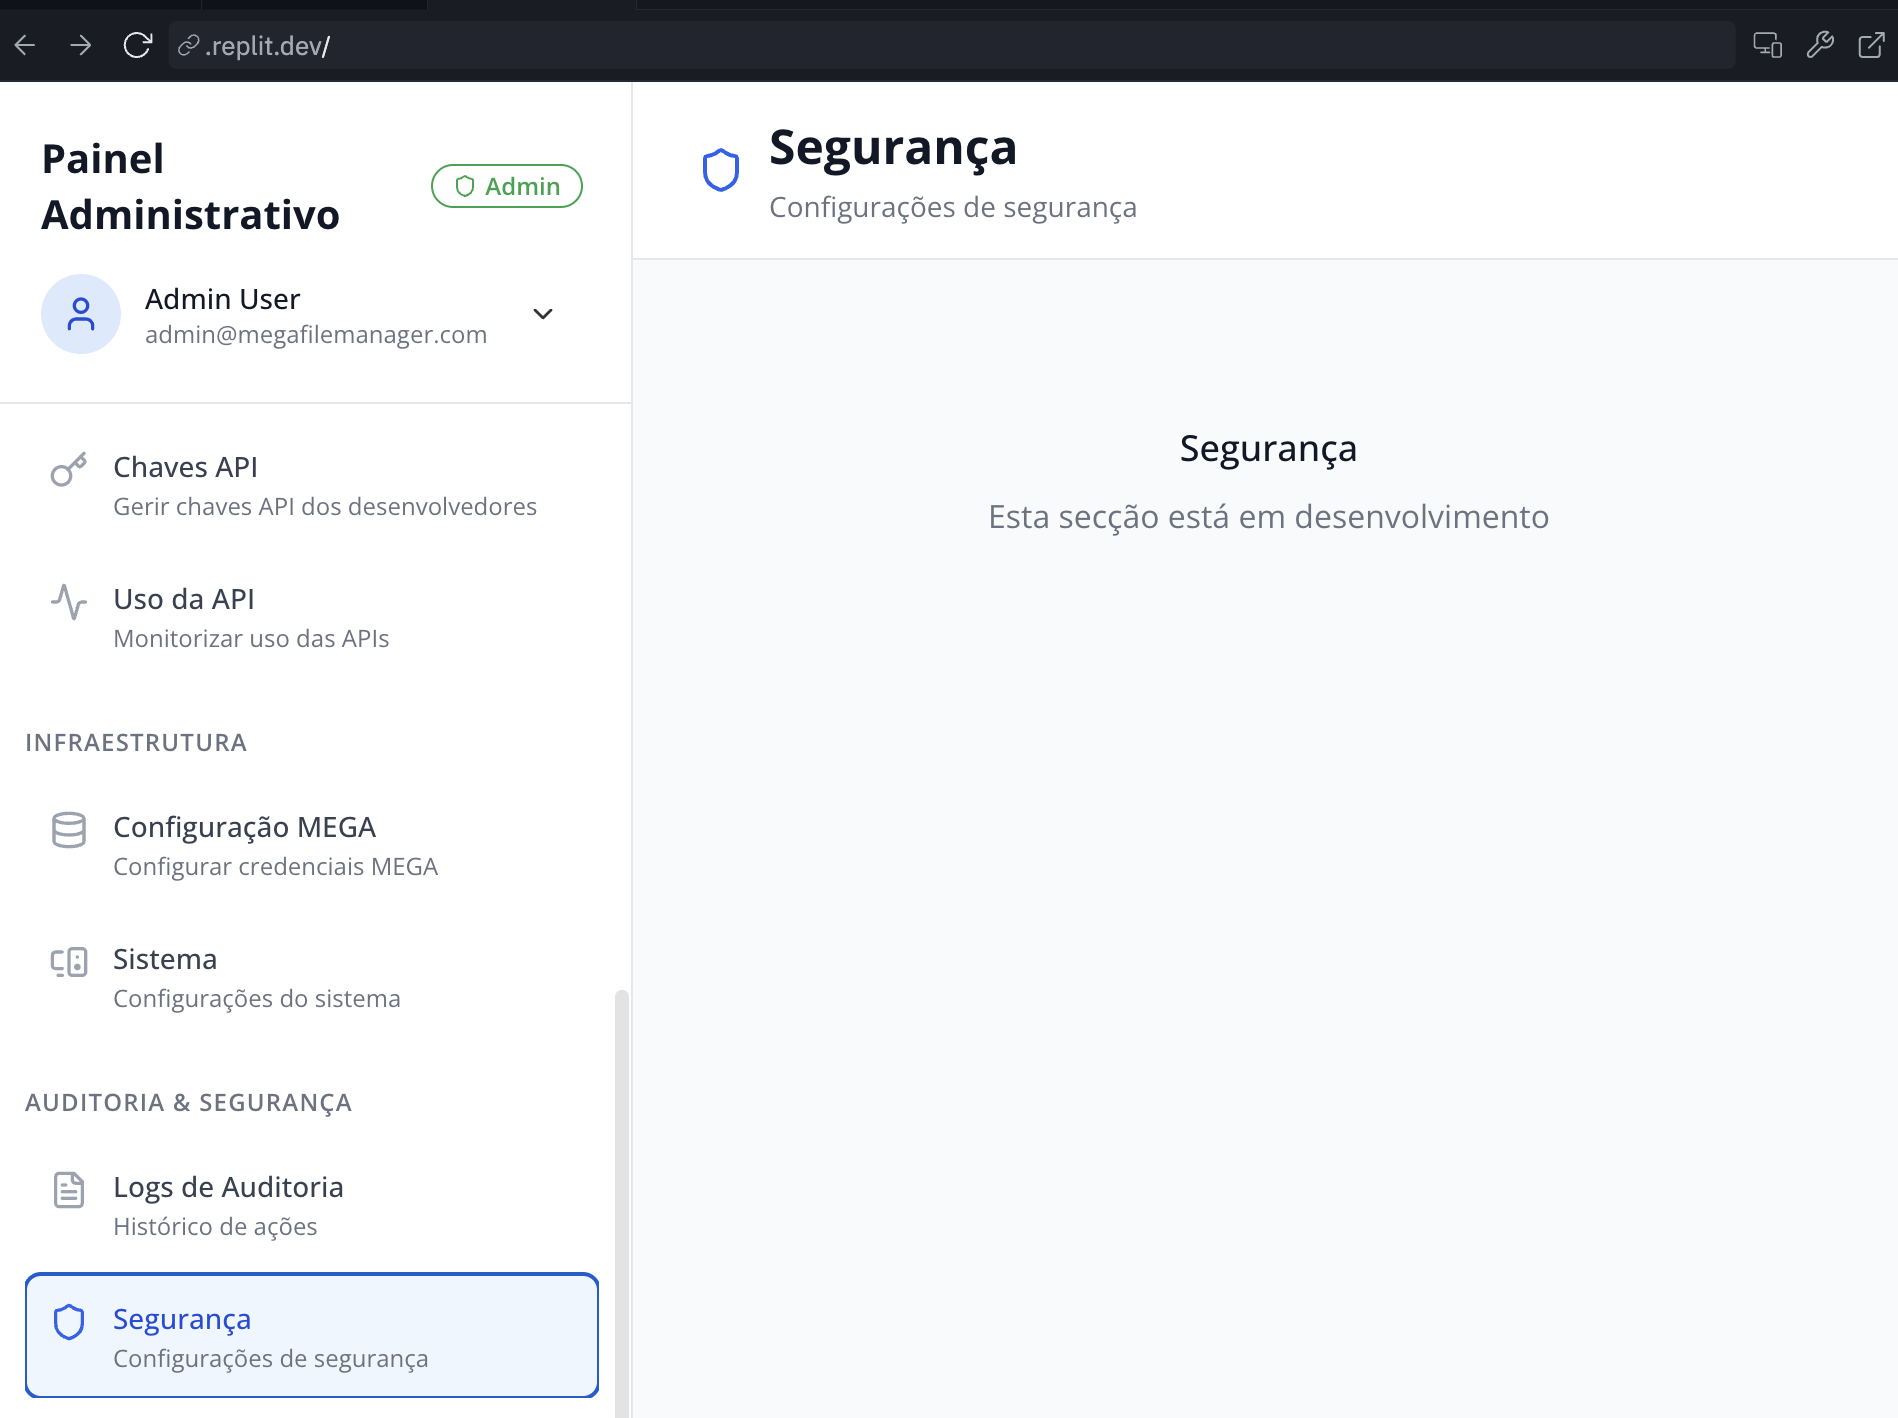 .replit.dev/
Painel
Administrativo
Admin
Admin User
admin@megafilemanager.com
Chaves API
Gerir chaves API dos desenvolvedores
Uso da API
Monitorizar uso das APIs
INFRAESTRUTURA
Configuração MEGA
Configurar credenciais MEGA
Sistema
Configurações do sistema
AUDITORIA & SEGURANÇA
Logs de Auditoria
Histórico de ações
Segurança
Configurações de segurança
Segurança
Configurações de segurança
Segurança
Esta secção está em desenvolvimento